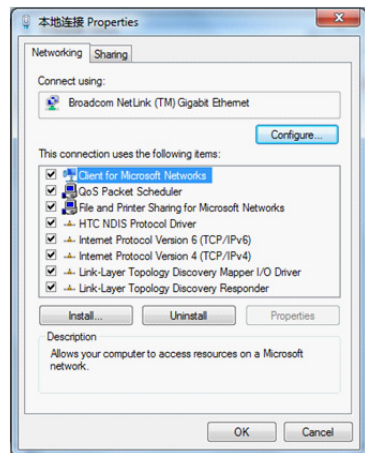 本地连接 Properties
Networking Sharing
Connect using:
Broadcom NetLink (TM) Gigabit Ethernet
Configure...
This connection uses the following items:
Client for Microsoft Networks
QoS Packet Scheduler
File and Printer Sharing for Microsoft Networks
HTC NDIS Protocol Driver
Internet Protocol Version 6 (TCP/IPv6)
Internet Protocol Version 4 (TCP/IPv4)
Link-Layer Topology Discovery Mapper I/O Driver
Link-Layer Topology Discovery Responder
Install... Uninstall Properties
Description
Allows your computer to access resources on a Microsoft
network.
OK Cancel